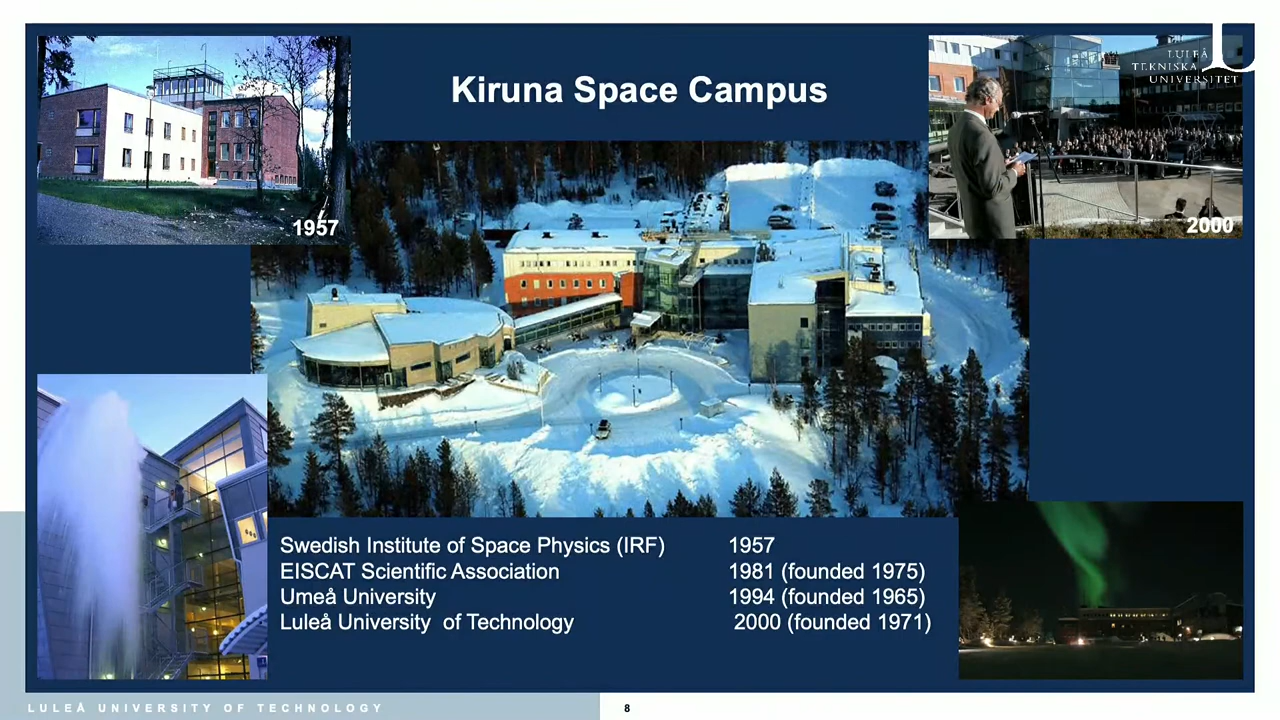 Kiruna Space Campus
LULEÅ
TEKNISKA
UNIVERSITET
1957
2000
Swedish Institute of Space Physics (IRF) 1957
EISCAT Scientific Association 1981 (founded 1975)
Umeå University 1994 (founded 1965)
Luleå University of Technology 2000 (founded 1971)
LULEÅ UNIVERSITY OF TECHNOLOGY
8